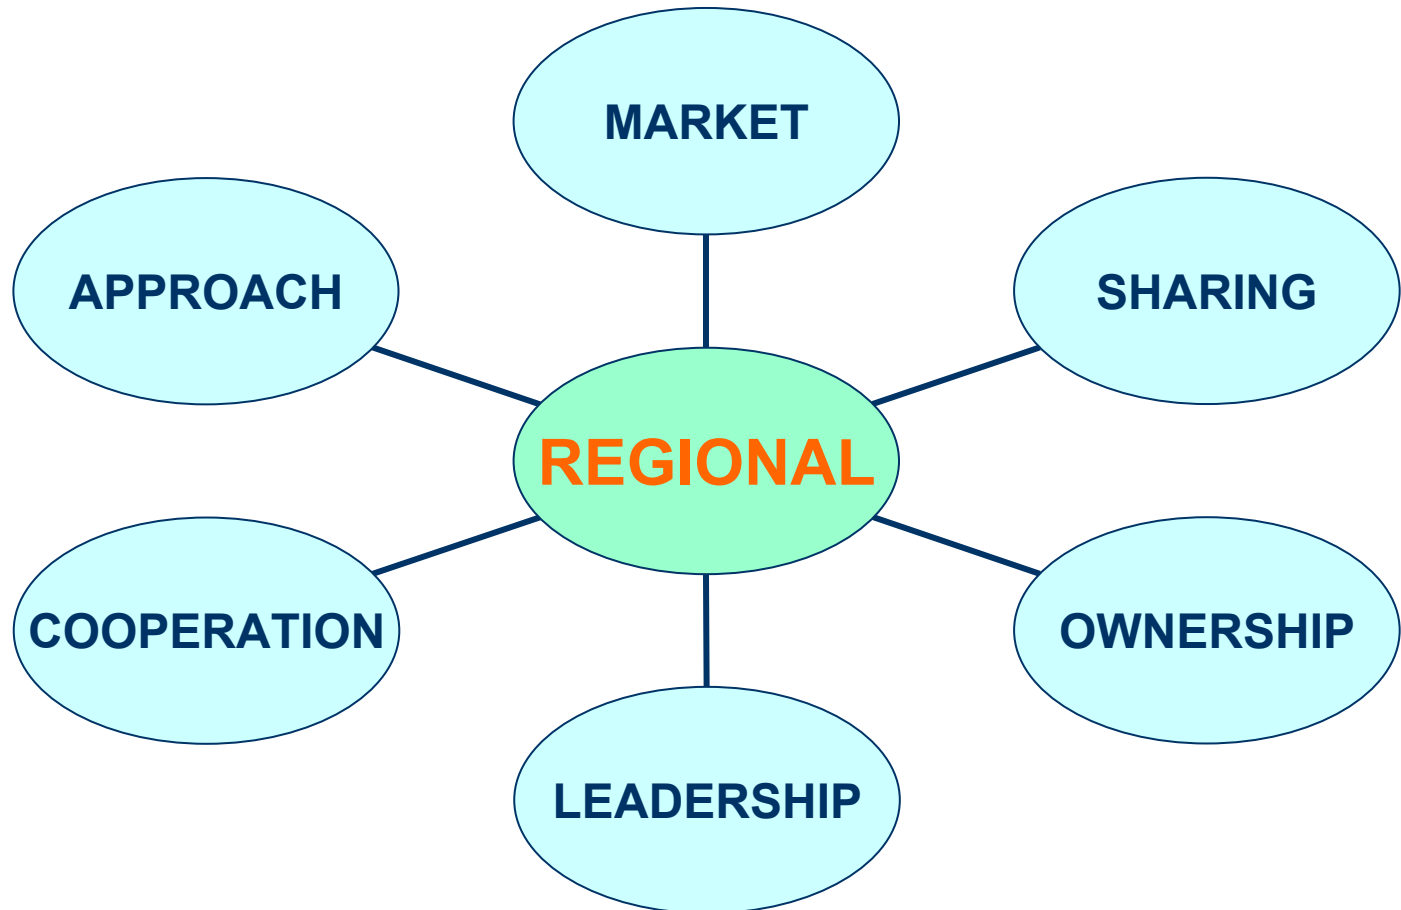 MARKET
APPROACH
SHARING
REGIONAL
COOPERATION
OWNERSHIP
LEADERSHIP